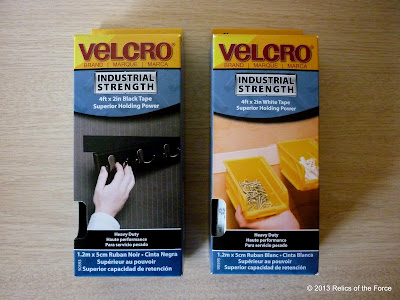 VELCRO®
BRAND | MARQUE | MARCA
INDUSTRIAL
STRENGTH
4ft x 2in Black Tape
Superior Holding Power
Heavy Duty
Haute performance
Para servicio pesado
1.2m x 5cm Ruban Noir • Cinta Negra
Supérieur au pouvoir
Superior capacidad de retención
VELCRO®
BRAND | MARQUE | MARCA
INDUSTRIAL
STRENGTH
4ft x 2in White Tape
Superior Holding Power
Heavy Duty
Haute performance
Para servicio pesado
1.2m x 5cm Ruban Blanc • Cinta Blanca
Supérieur au pouvoir
Superior capacidad de retención
© 2013 Relics of the Force